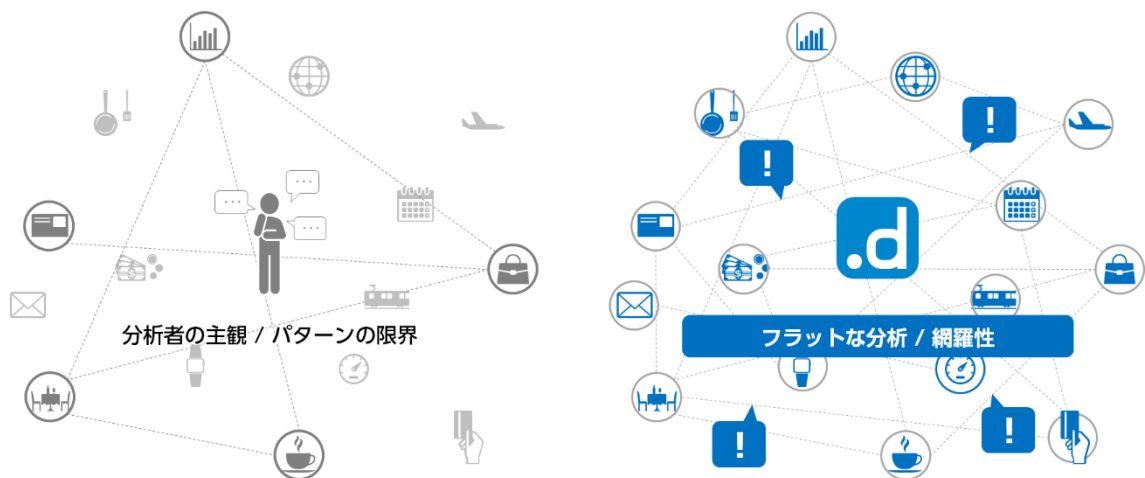 .d
分析者の主観 / パターンの限界
フラットな分析 / 網羅性